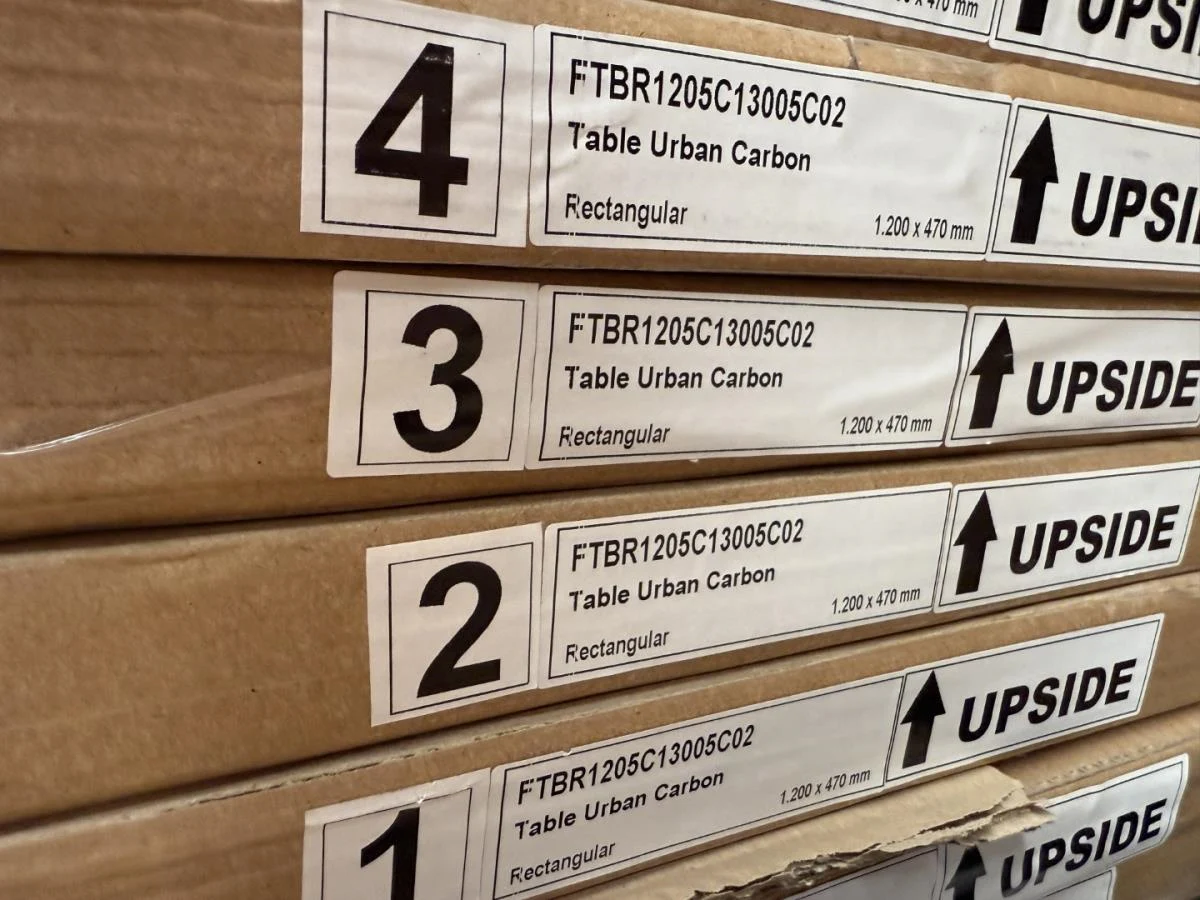 470 mm
4
FTBR1205C13005C02
Table Urban Carbon
Rectangular
1.200 x 470 mm
3
FTBR1205C13005C02
Table Urban Carbon
Rectangular
1.200 x 470 mm
UPSIDE
2
FTBR1205C13005C02
Table Urban Carbon
Rectangular
1.200 x 470 mm
UPSIDE
1
FTBR1205C13005C02
Table Urban Carbon
Rectangular
1.200 x 470 mm
UPSIDE
UPSIDE